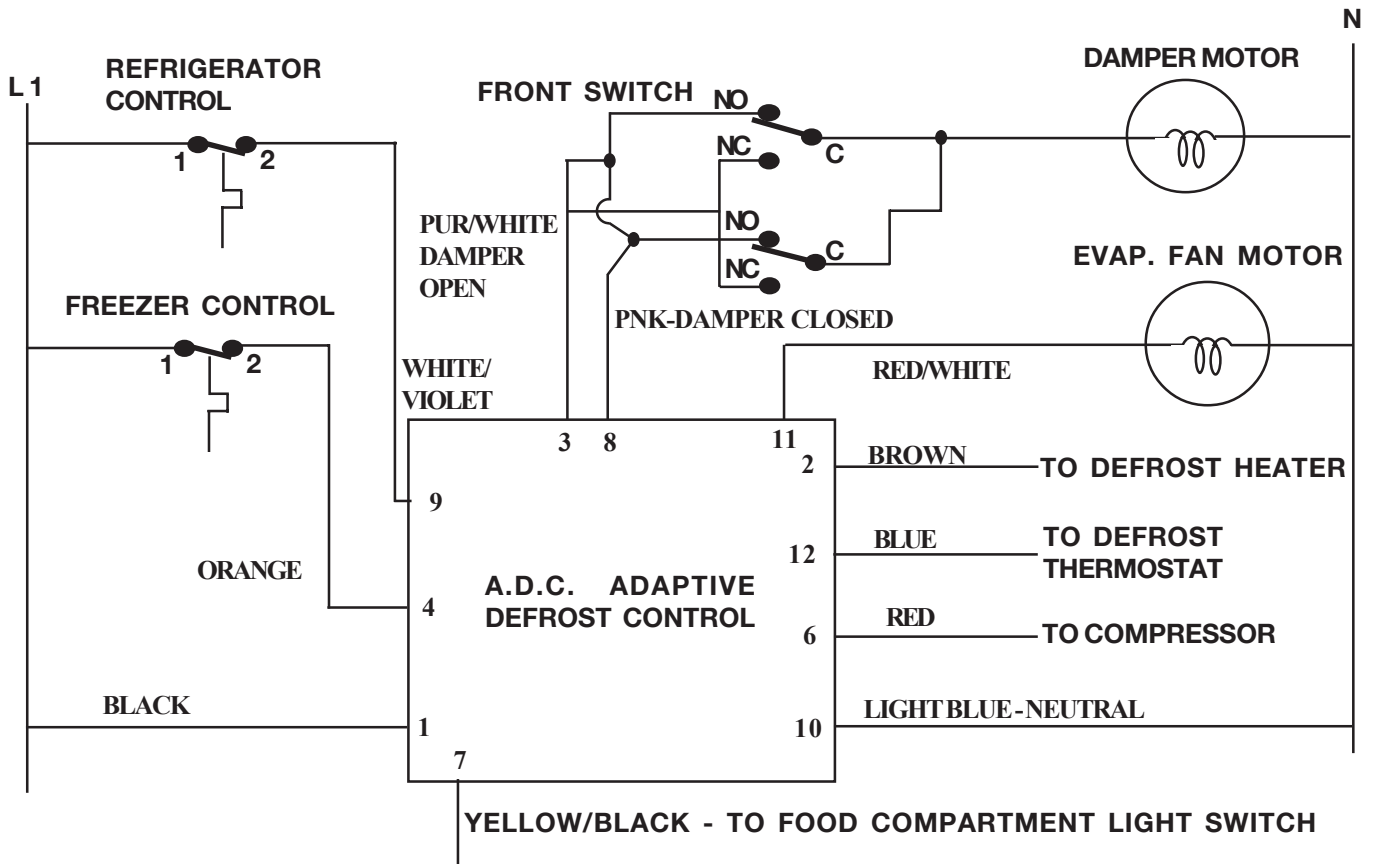 N
DAMPER MOTOR
REFRIGERATOR
CONTROL
L 1
FRONT SWITCH
NO
1
2
C
NC
PUR/WHITE
DAMPER
OPEN
NO
C
NC
EVAP. FAN MOTOR
FREEZER CONTROL
PNK-DAMPER CLOSED
1
2
WHITE/
VIOLET
RED/WHITE
3
8
11
2
BROWN
TO DEFROST HEATER
9
12
BLUE
TO DEFROST
THERMOSTAT
ORANGE
A.D.C. ADAPTIVE
DEFROST CONTROL
4
6
RED
TO COMPRESSOR
BLACK
1
10
LIGHT BLUE - NEUTRAL
7
YELLOW/BLACK - TO FOOD COMPARTMENT LIGHT SWITCH